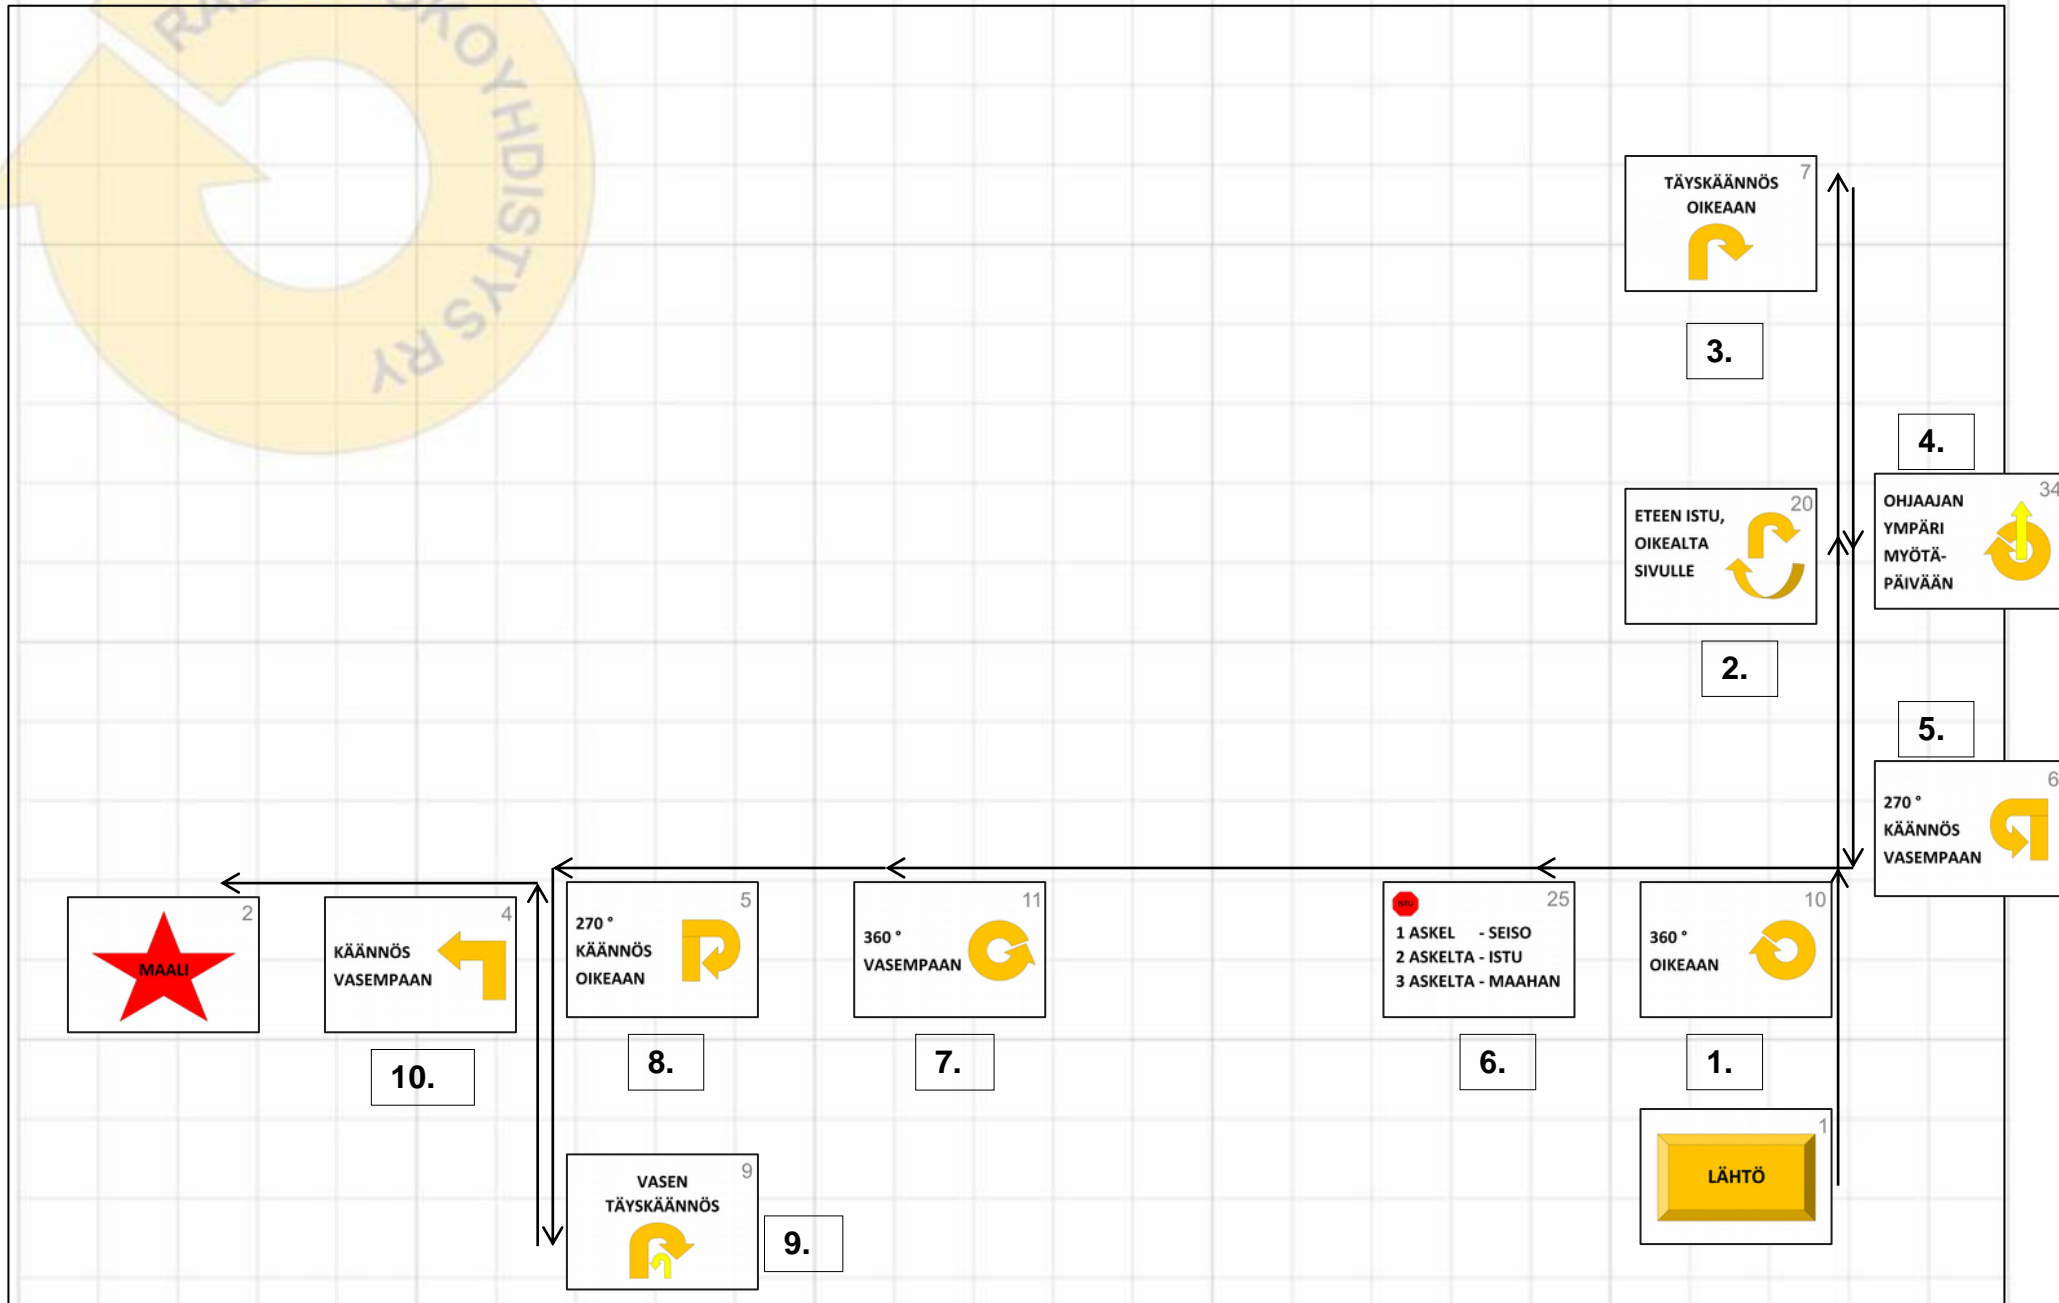 KOYHDISTYS RY
7
TÄYSKÄÄNNÖS
OIKEAAN
3.
4.
20
ETEEN ISTU,
OIKEALTA
SIVULLE
34
OHJAAJAN
YMPÄRI
MYÖTÄ-
PÄIVÄÄN
2.
5.
6
270 °
KÄÄNNÖS
VASEMPAAN
2
MAALI
4
KÄÄNNÖS
VASEMPAAN
5
270 °
KÄÄNNÖS
OIKEAAN
11
360 °
VASEMPAAN
25
ISTU
1 ASKEL - SEISO
2 ASKELTA - ISTU
3 ASKELTA - MAAHAN
10
360 °
OIKEAAN
10.
8.
7.
6.
1.
9
VASEN
TÄYSKÄÄNNÖS
9.
1
LÄHTÖ